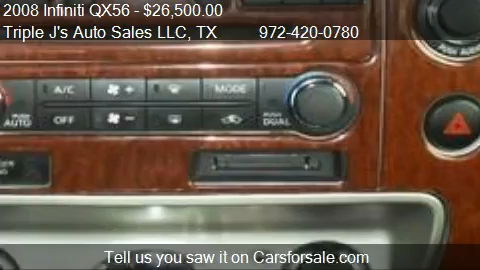 2008 Infiniti QX56 - $26,500.00
Triple J's Auto Sales LLC, TX 972-420-0780
A/C + MODE
PUSH AUTO OFF - PUSH DUAL
Tell us you saw it on Carsforsale.com